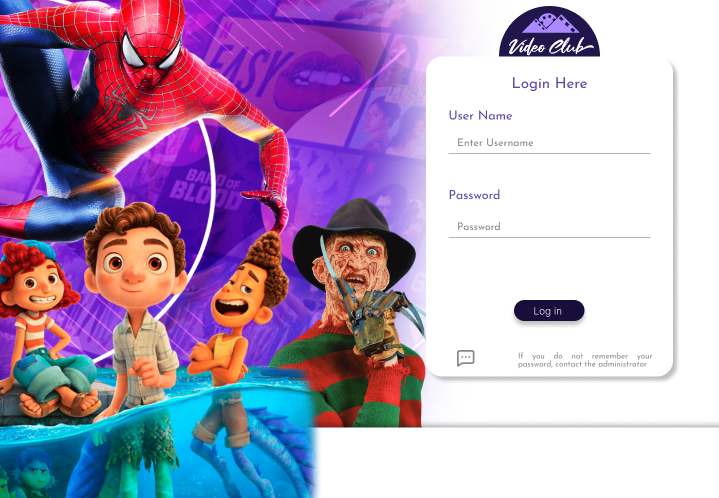 Video Club
Login Here
User Name
Enter Username
Password
Password
Log in
If you do not remember your
password, contact the administrator
EASY
BAND OF
BLOOD